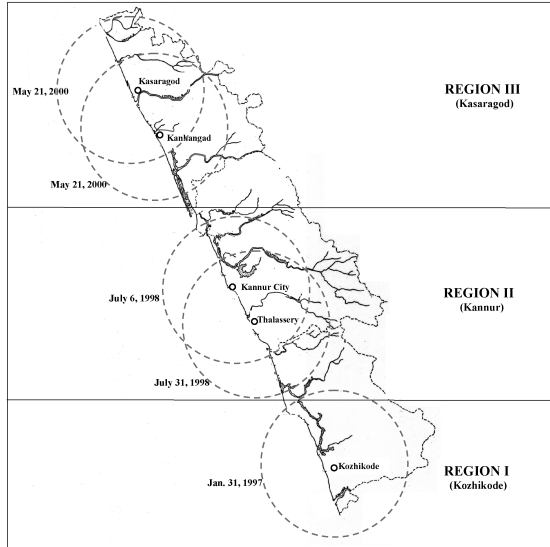 REGION III
(Kasaragod)
Kasaragod
May 21, 2000
Kanhangad
May 21, 2000
REGION II
(Kannur)
Kannur City
July 6, 1998
Thalassery
July 31, 1998
REGION I
(Kozhikode)
Kozhikode
Jan. 31, 1997